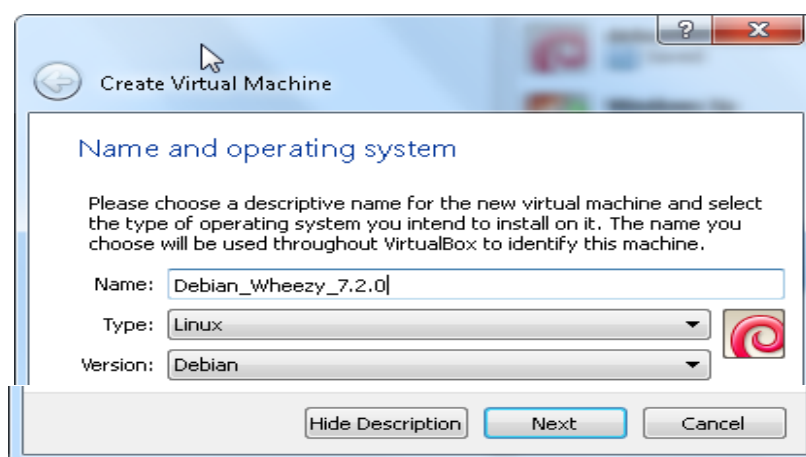 ?
x
Create Virtual Machine
Name and operating system
Please choose a descriptive name for the new virtual machine and select
the type of operating system you intend to install on it. The name you
choose will be used throughout VirtualBox to identify this machine.
Name: Debian_Wheezy_7.2.0
Type: Linux
Version: Debian
Hide Description Next Cancel